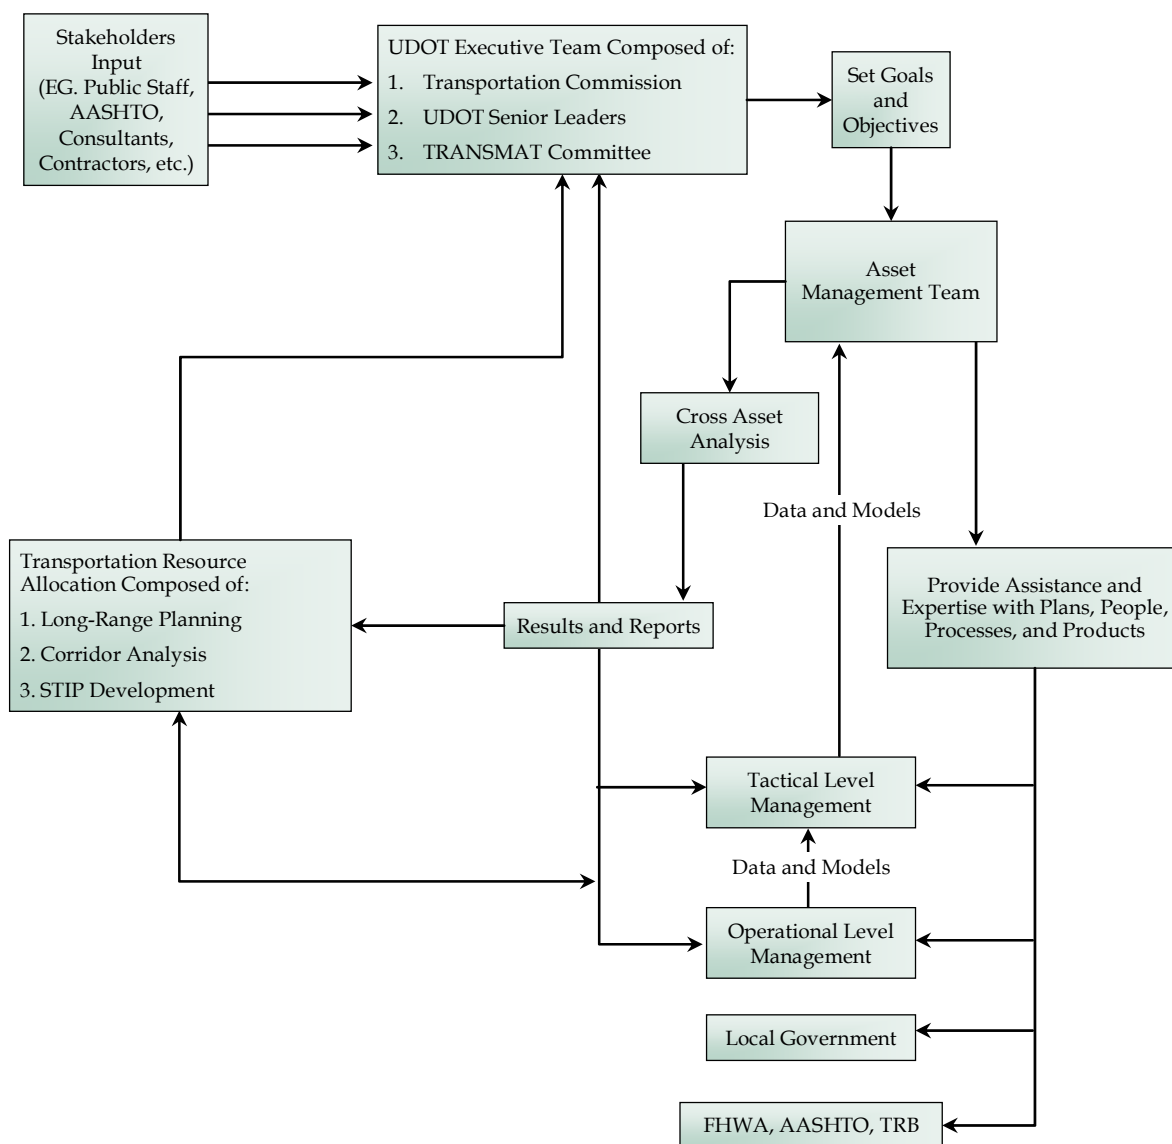 Stakeholders
Input
(EG. Public Staff,
AASHTO,
Consultants,
Contractors, etc.)
UDOT Executive Team Composed of:
1. Transportation Commission
2. UDOT Senior Leaders
3. TRANSMAT Committee
Set Goals
and
Objectives
Asset
Management Team
Cross Asset
Analysis
Data and Models
Transportation Resource
Allocation Composed of:
1. Long-Range Planning
2. Corridor Analysis
3. STIP Development
Results and Reports
Provide Assistance and
Expertise with Plans, People,
Processes, and Products
Tactical Level
Management
Data and Models
Operational Level
Management
Local Government
FHWA, AASHTO, TRB